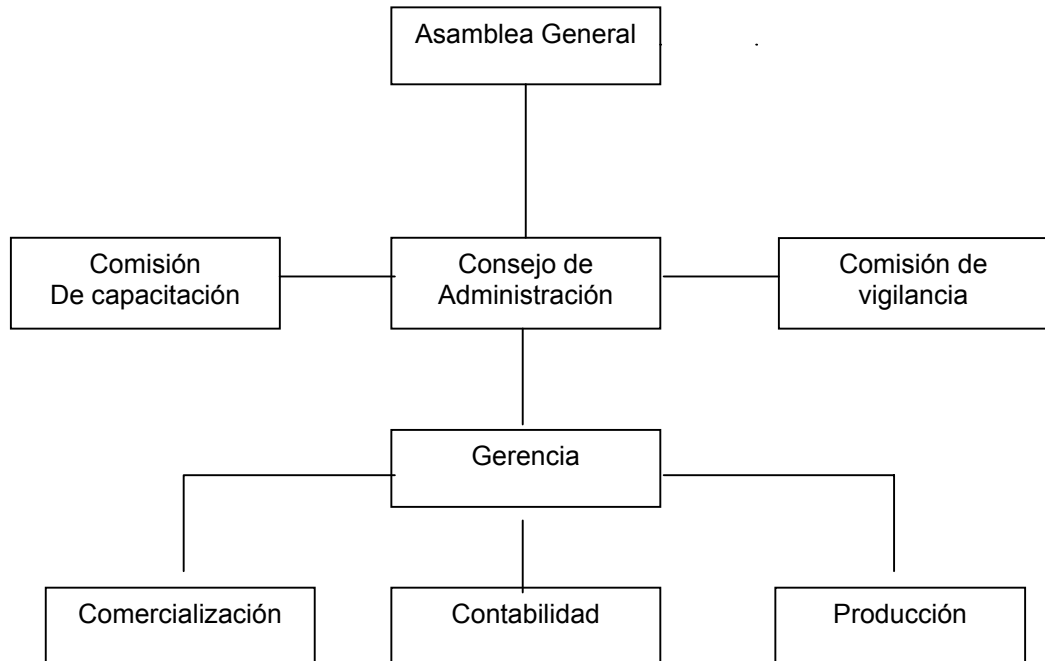 Asamblea General
Comisión
De capacitación
Consejo de
Administración
Comisión de
vigilancia
Gerencia
Comercialización
Contabilidad
Producción